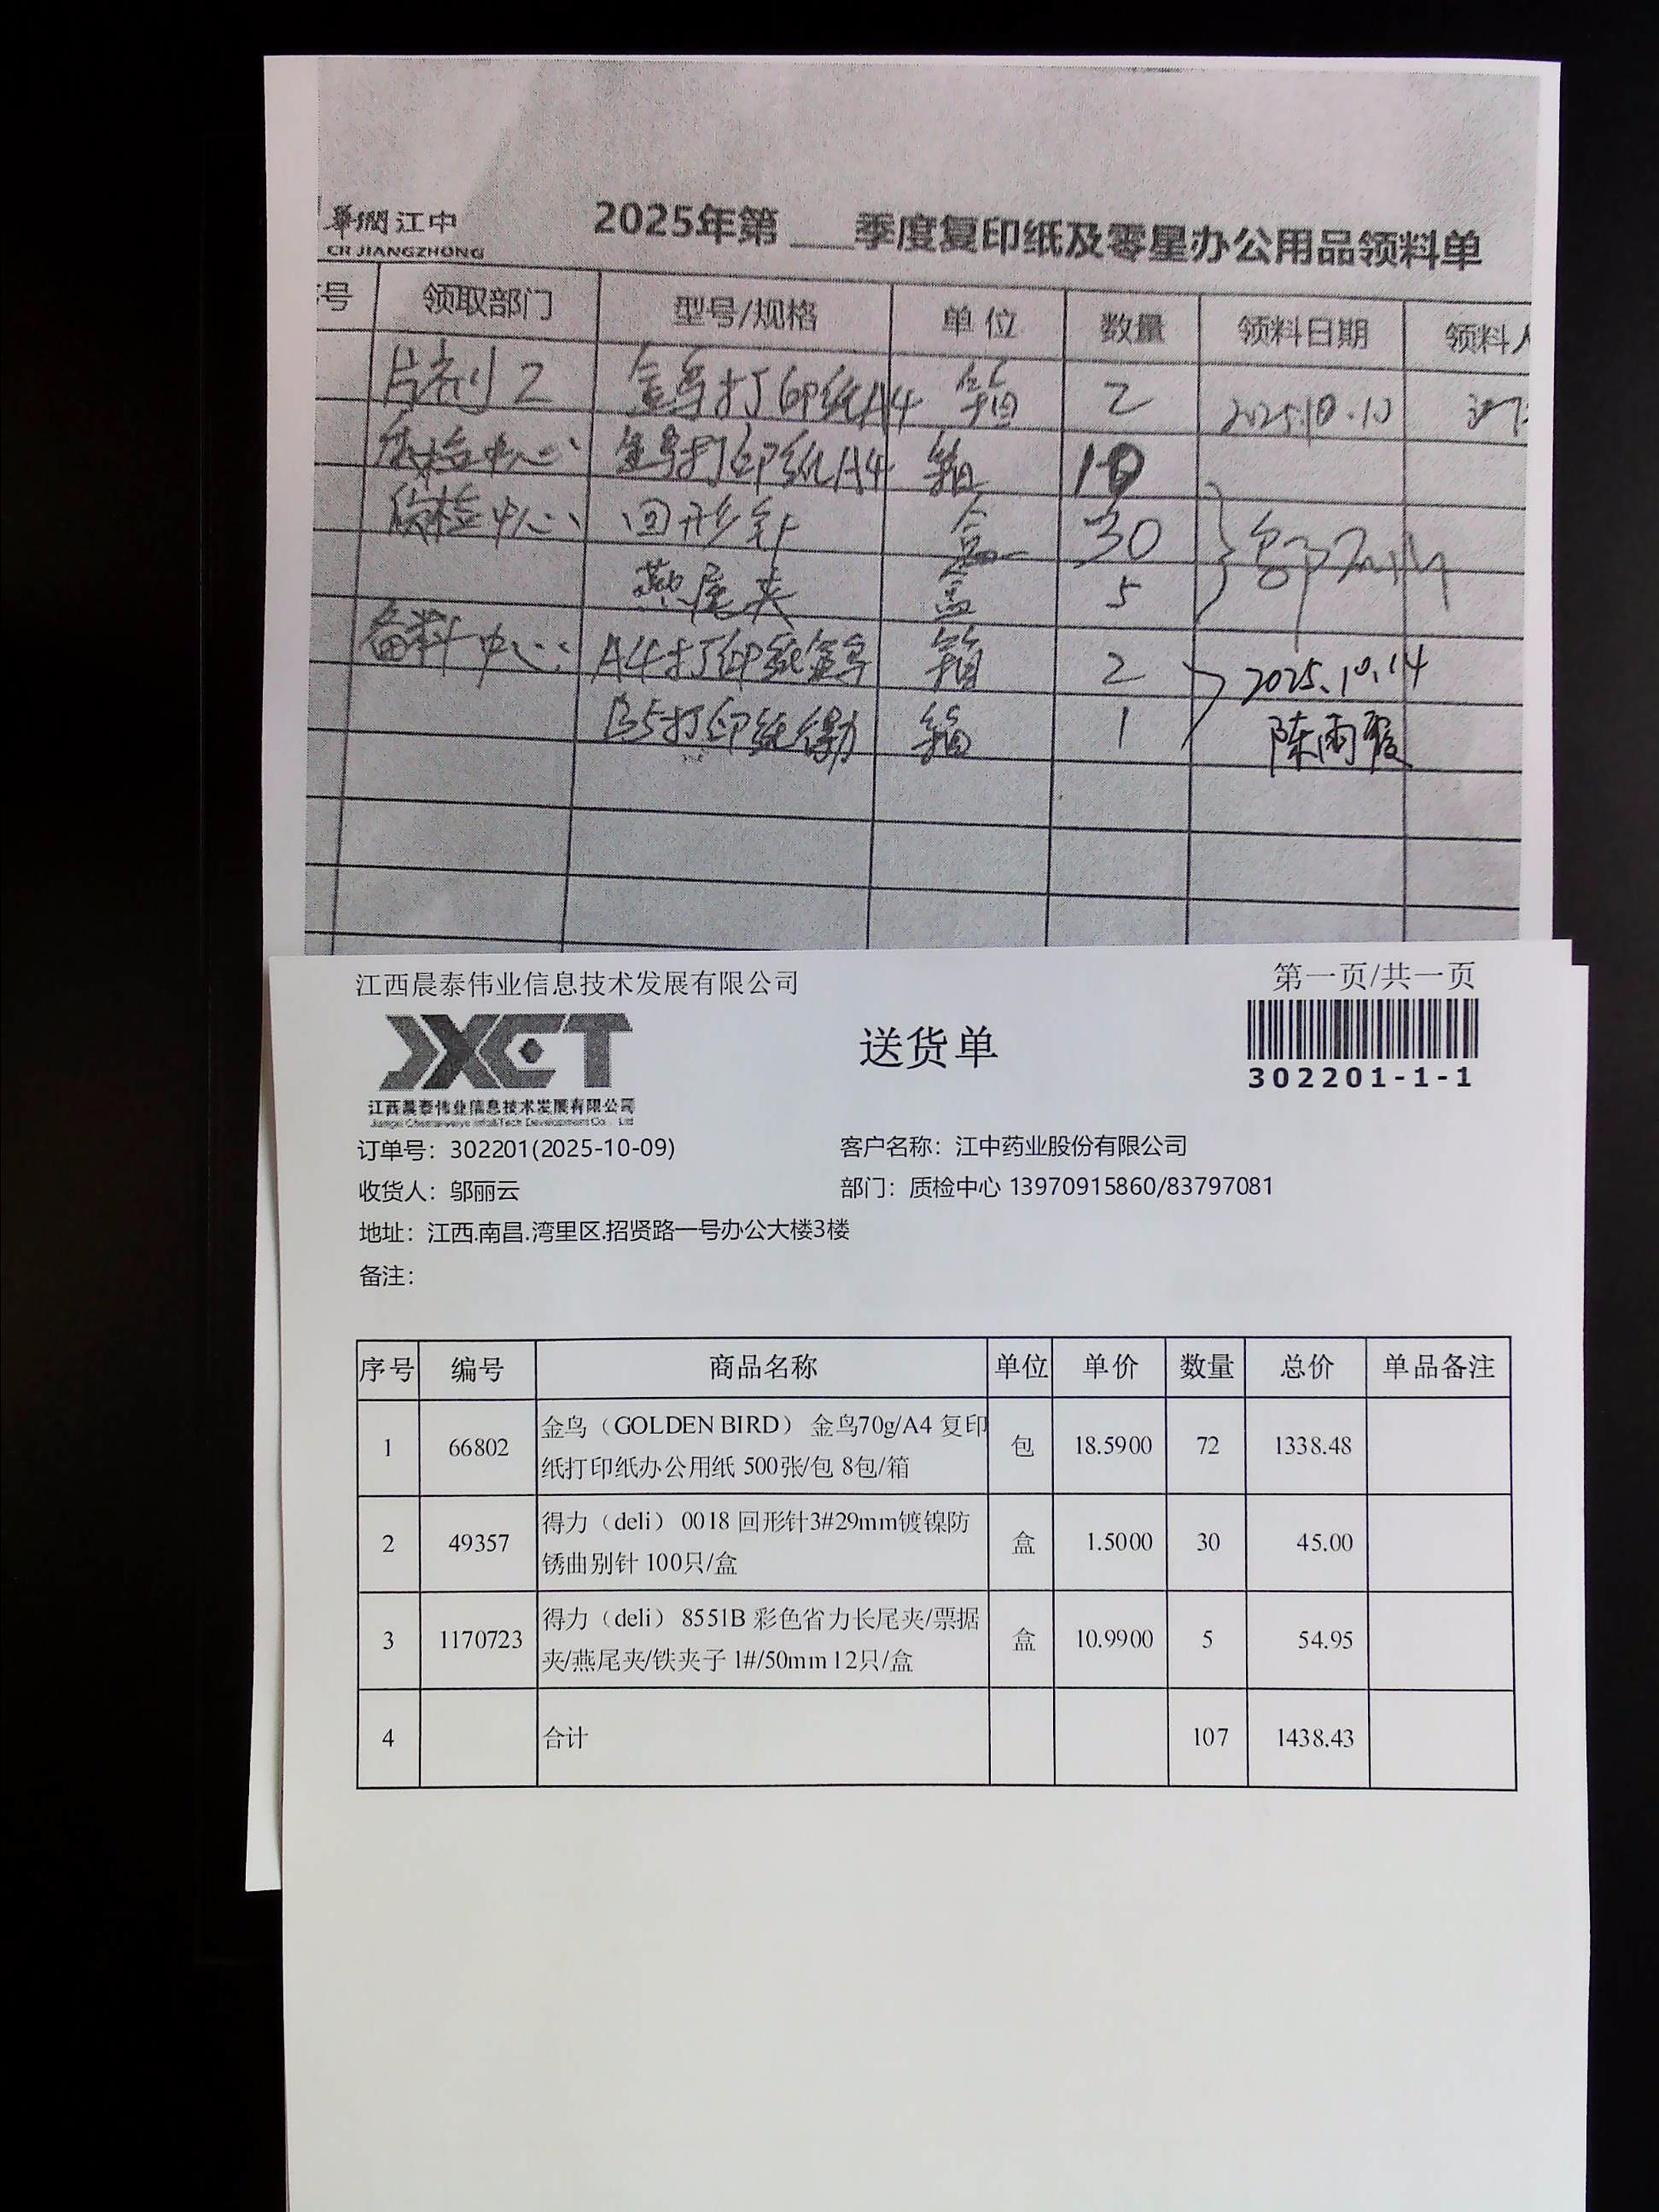 華潤江中
CR JIANGZHONG
2025年第___季度复印纸及零星办公用品领料单
号 领取部门 型号/规格 单位 数量 领料日期 领料人
片剂2 金鸟打印纸A4 箱 2 2025.10.10
质检中心 金鸟打印纸A4 箱 10
质检中心 回形针 盒 30
燕尾夹 盒 5
备料中心 A4打印纸金鸟 箱 2 2025.10.14
B5打印纸得力 箱 1 陈雨霞
江西晨泰伟业信息技术发展有限公司 第一页/共一页
JXCT
送货单
302201-1-1
江西晨泰伟业信息技术发展有限公司
订单号：302201(2025-10-09) 客户名称：江中药业股份有限公司
收货人：邬丽云 部门：质检中心 13970915860/83797081
地址：江西.南昌.湾里区.招贤路一号办公大楼3楼
备注：
序号 编号 商品名称 单位 单价 数量 总价 单品备注
1 66802 金鸟（GOLDEN BIRD） 金鸟70g/A4 复印
纸打印纸办公用纸 500张/包 8包/箱 包 18.5900 72 1338.48
2 49357 得力（deli） 0018 回形针3#29mm镀镍防
锈曲别针 100只/盒 盒 1.5000 30 45.00
3 1170723 得力（deli） 8551B 彩色省力长尾夹/票据
夹/燕尾夹/铁夹子 1#/50mm 12只/盒 盒 10.9900 5 54.95
4 合计 107 1438.43